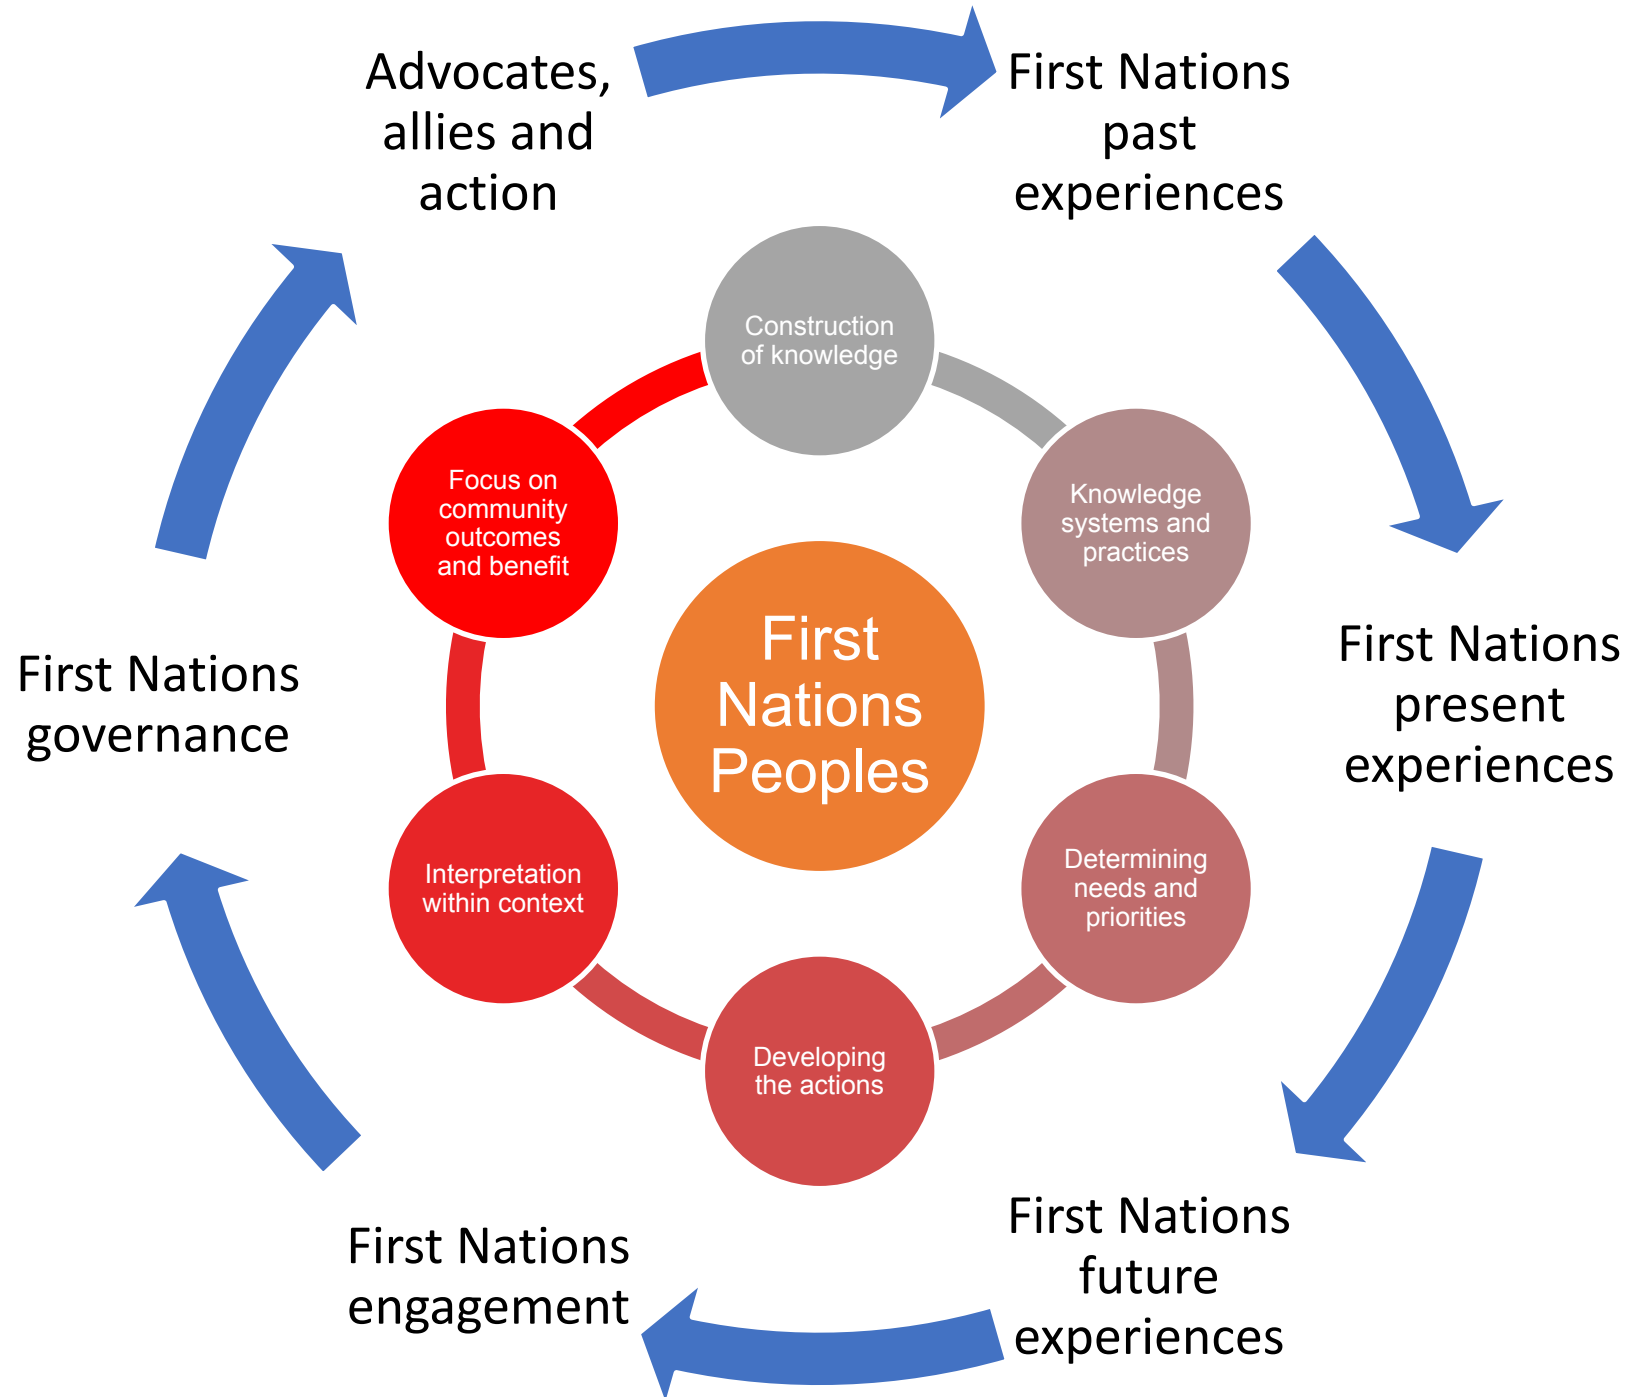 Advocates,
allies and
action
First Nations
past
experiences
First Nations
present
experiences
First Nations
future
experiences
First Nations
engagement
First Nations
governance
Construction
of knowledge
Knowledge
systems and
practices
Determining
needs and
priorities
Developing
the actions
Interpretation
within context
Focus on
community
outcomes
and benefit
First
Nations
Peoples